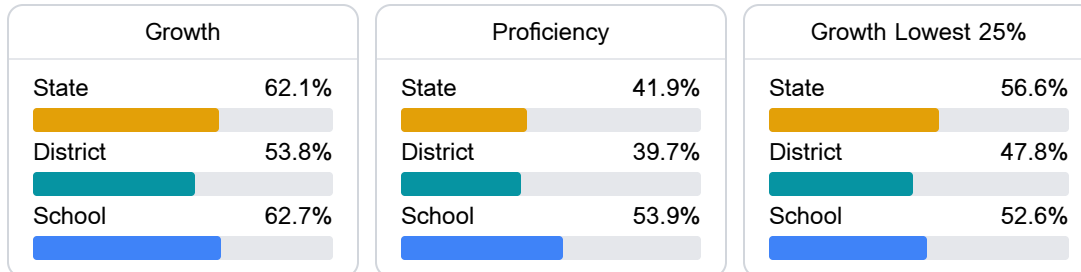 Growth
State 62.1%
District 53.8%
School 62.7%
Proficiency
State 41.9%
District 39.7%
School 53.9%
Growth Lowest 25%
State 56.6%
District 47.8%
School 52.6%